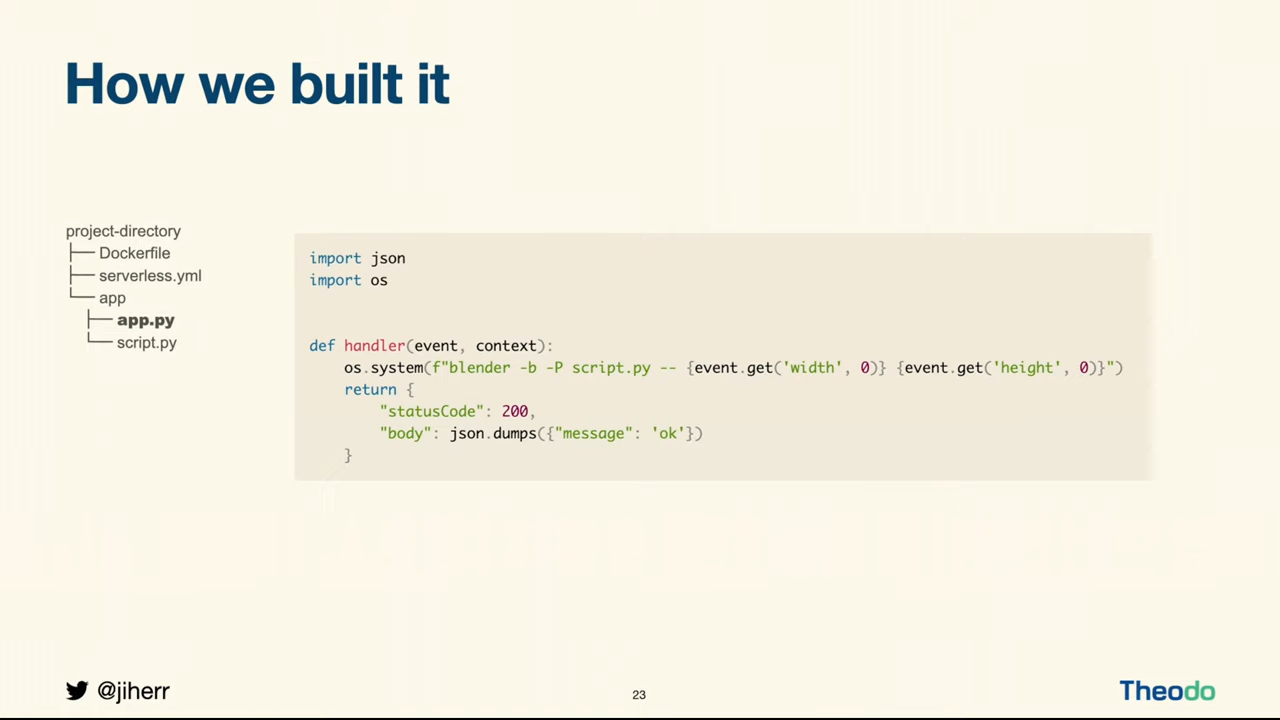 How we built it
project-directory
├── Dockerfile
├── serverless.yml
└── app
├── app.py
└── script.py
import json
import os
def handler(event, context):
os.system(f"blender -b -P script.py -- {event.get('width', 0)} {event.get('height', 0)}")
return {
"statusCode": 200,
"body": json.dumps({"message": 'ok'})
}
@jiherr
23
Theodo